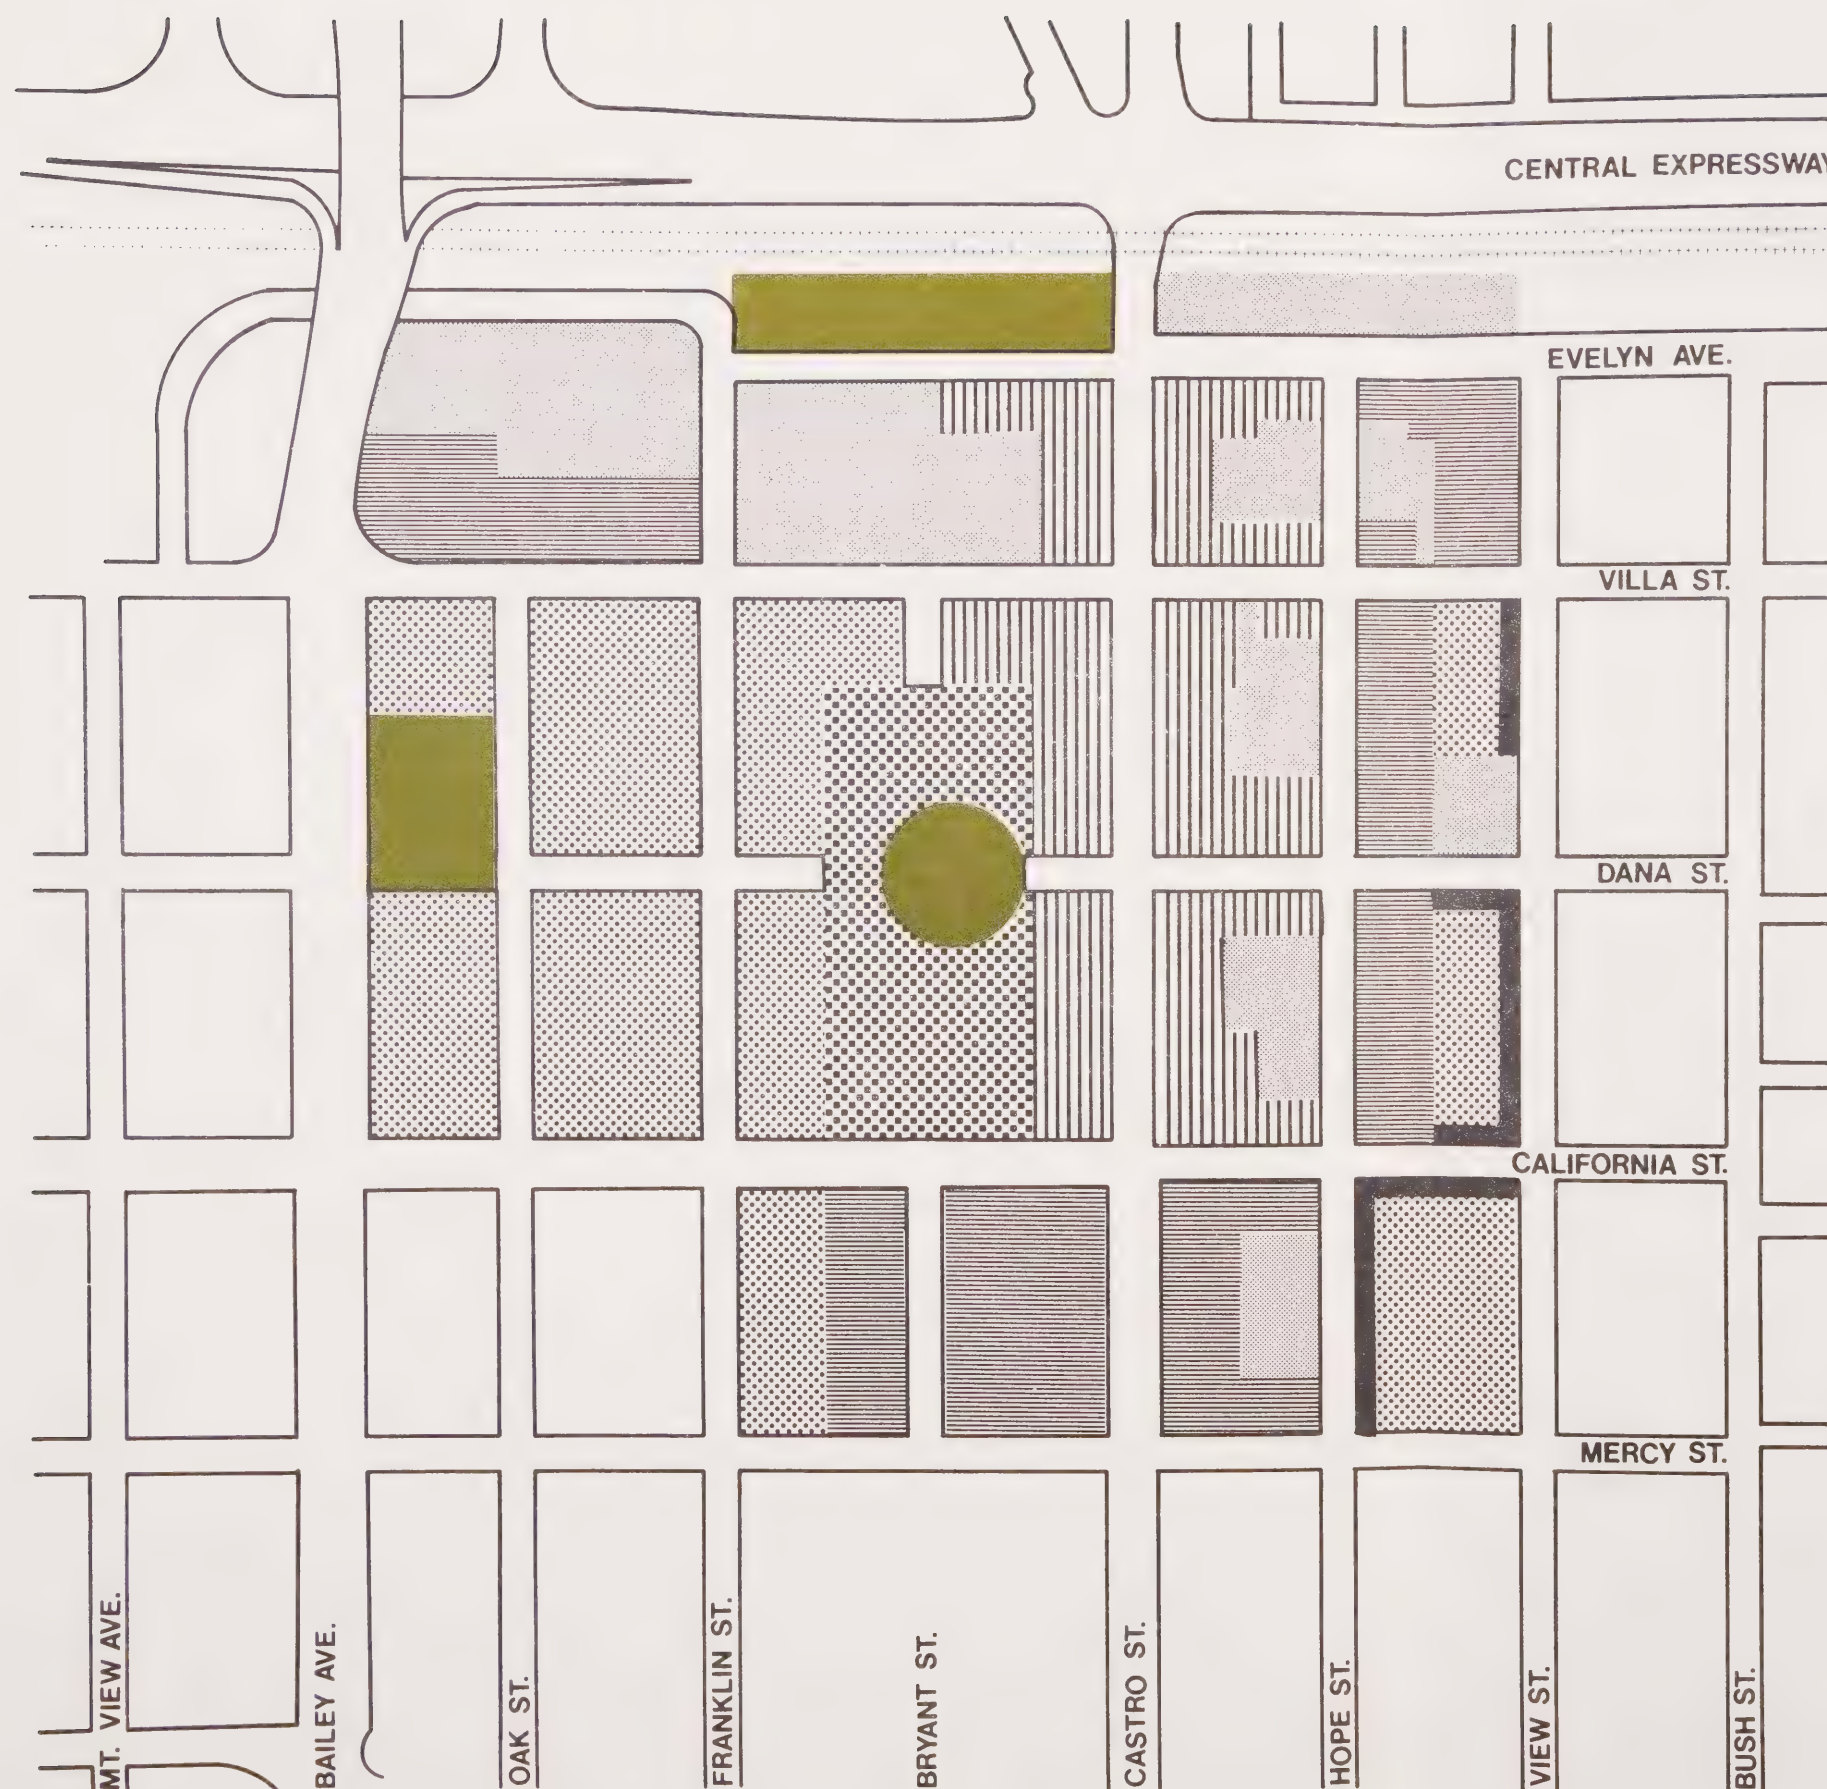 CENTRAL EXPRESSWAY
EVELYN AVE.
VILLA ST.
DANA ST.
CALIFORNIA ST.
MERCY ST.
MT. VIEW AVE.
BAILEY AVE.
OAK ST.
FRANKLIN ST.
BRYANT ST.
CASTRO ST.
HOPE ST.
VIEW ST.
BUSH ST.